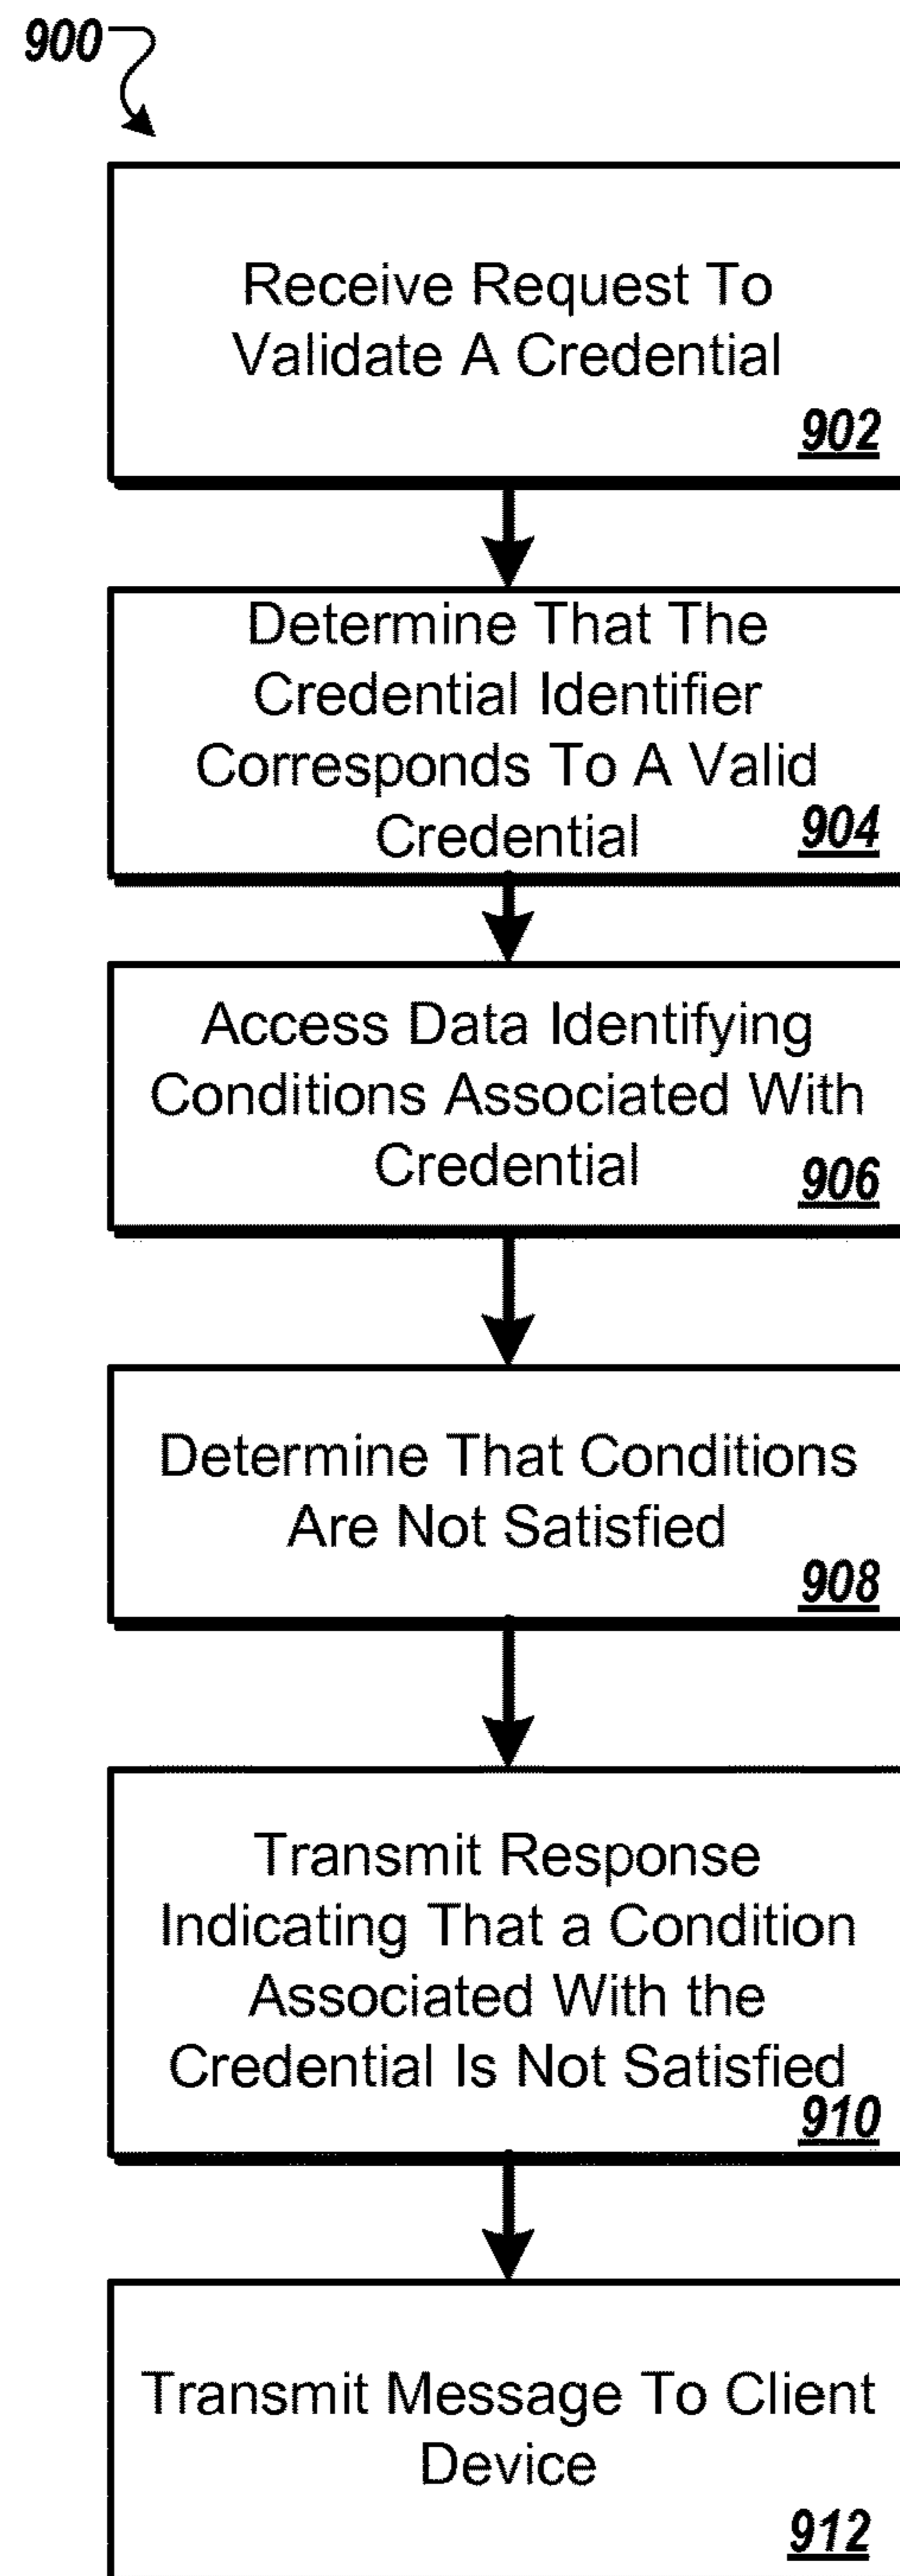 900
Receive Request To
Validate A Credential
902
Determine That The
Credential Identifier
Corresponds To A Valid
Credential
904
Access Data Identifying
Conditions Associated With
Credential
906
Determine That Conditions
Are Not Satisfied
908
Transmit Response
Indicating That a Condition
Associated With the
Credential Is Not Satisfied
910
Transmit Message To Client
Device
912